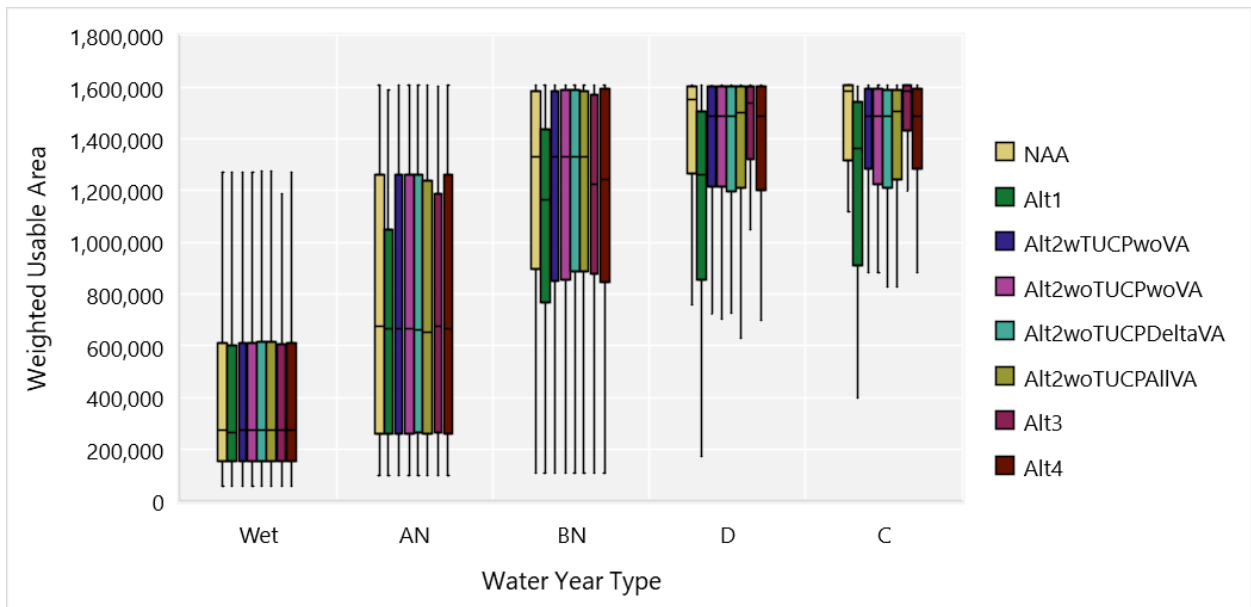 1,800,000
1,600,000
1,400,000
1,200,000
1,000,000
800,000
600,000
400,000
200,000
0
Weighted Usable Area
Wet AN BN D C
Water Year Type
NAA
Alt1
Alt2wTUCPwoVA
Alt2woTUCPwoVA
Alt2woTUCPDeltaVA
Alt2woTUCPAllVA
Alt3
Alt4